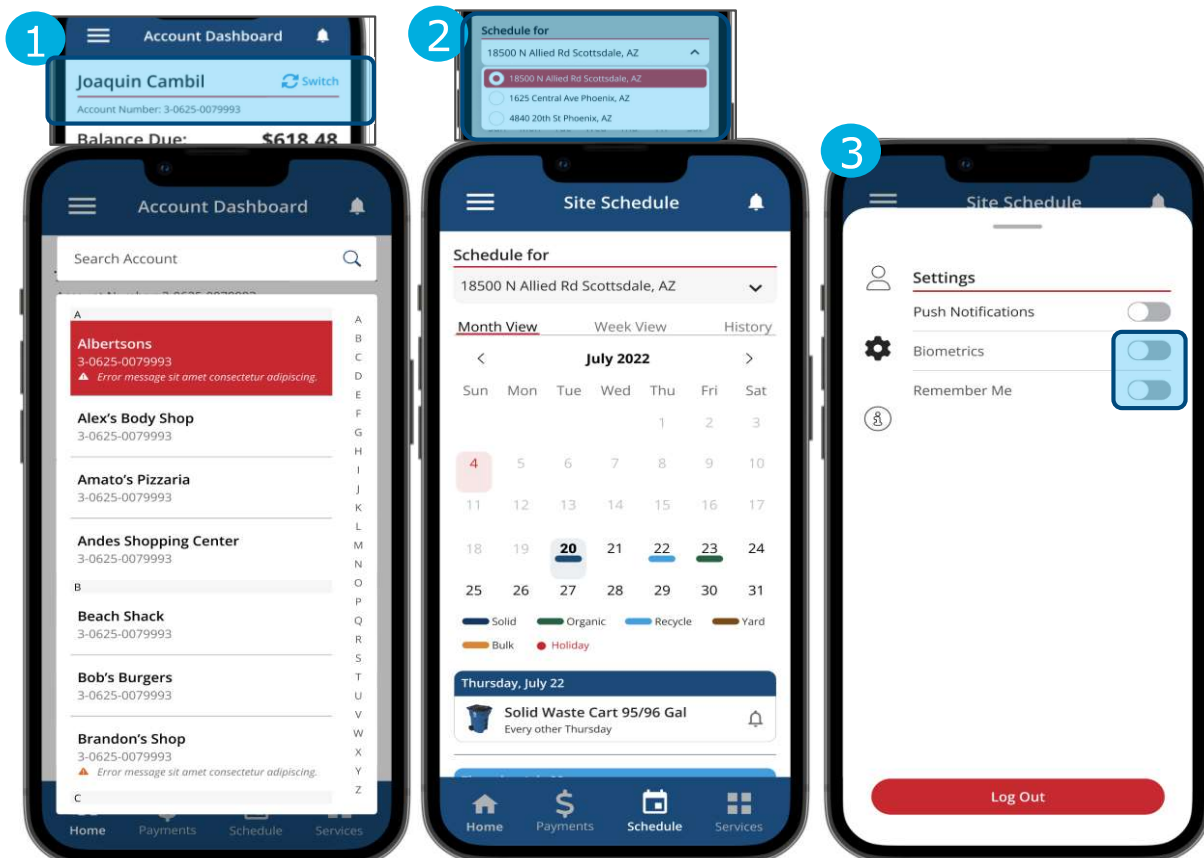 1
Account Dashboard
Joaquin Cambil
Switch
Account Number: 3-0625-0079993
Balance Due: $618.48
Account Dashboard
Search Account
A
Albertsons
3-0625-0079993
Error message sit amet consectetur adipiscing.
Alex's Body Shop
3-0625-0079993
Amato's Pizzaria
3-0625-0079993
Andes Shopping Center
3-0625-0079993
B
Beach Shack
3-0625-0079993
Bob's Burgers
3-0625-0079993
Brandon's Shop
3-0625-0079993
Error message sit amet consectetur adipiscing.
C
A
B
C
D
E
F
G
H
I
J
K
L
M
N
O
P
Q
R
S
T
U
V
W
X
Y
Z
Home Payments Schedule Services
2
Schedule for
18500 N Allied Rd Scottsdale, AZ
18500 N Allied Rd Scottsdale, AZ
1625 Central Ave Phoenix, AZ
4840 20th St Phoenix, AZ
Site Schedule
Schedule for
18500 N Allied Rd Scottsdale, AZ
Month View Week View History
< July 2022 >
Sun Mon Tue Wed Thu Fri Sat
1 2 3
4 5 6 7 8 9 10
11 12 13 14 15 16 17
18 19 20 21 22 23 24
25 26 27 28 29 30 31
Solid Organic Recycle Yard
Bulk Holiday
Thursday, July 22
Solid Waste Cart 95/96 Gal
Every other Thursday
Home Payments Schedule Services
3
Site Schedule
Settings
Push Notifications
Biometrics
Remember Me
Log Out